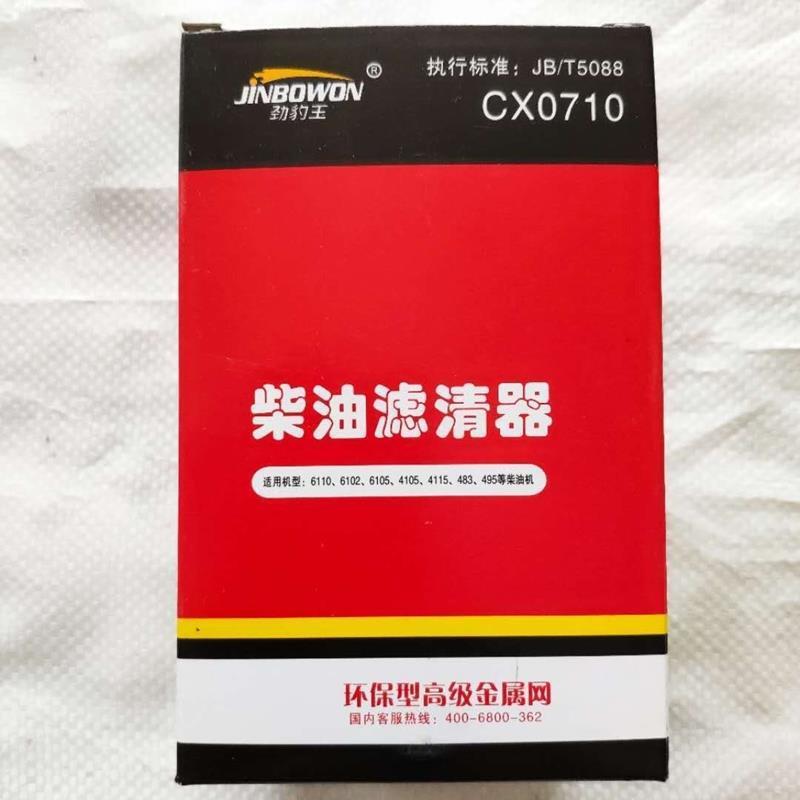 执行标准：JB/T5088
JINBOWON®
劲豹王
CX0710
柴油滤清器
适用机型：6110、6102、6105、4105、4115、483、495等柴油机
环保型高级金属网
国内客服热线：400-6800-362